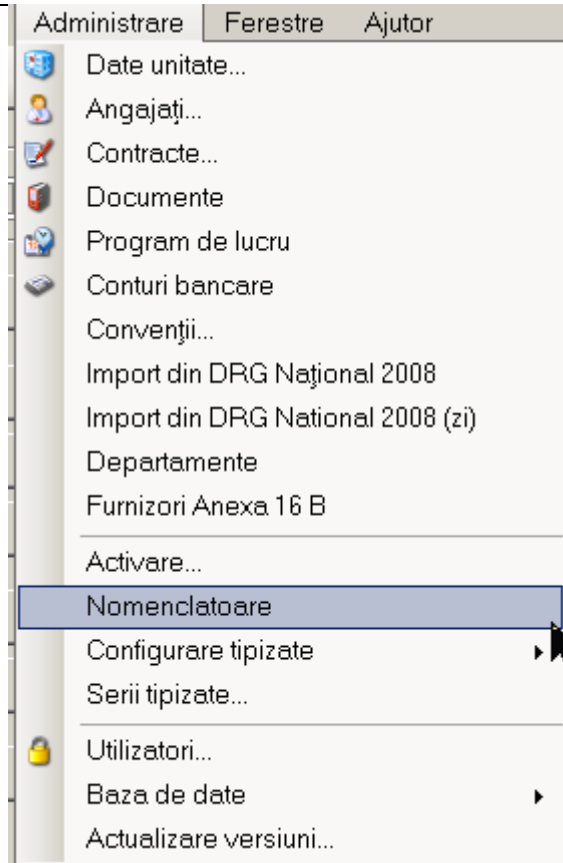 Administrare Ferestre Ajutor
Date unitate...
Angajați...
Contracte...
Documente
Program de lucru
Conturi bancare
Convenţii...
Import din DRG Naţional 2008
Import din DRG National 2008 (zi)
Departamente
Furnizori Anexa 16 B
Activare...
Nomenclatoare
Configurare tipizate
Serii tipizate...
Utilizatori...
Baza de date
Actualizare versiuni...